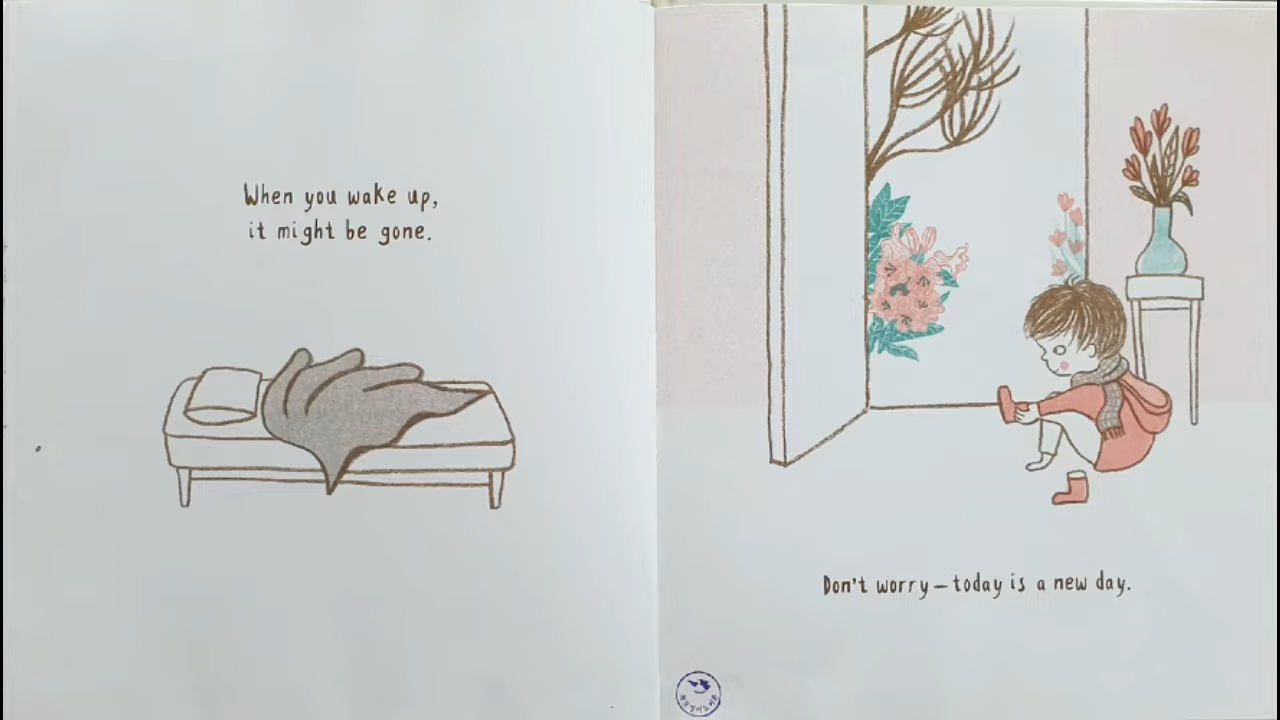 When you wake up,
it might be gone.
Don't worry – today is a new day.